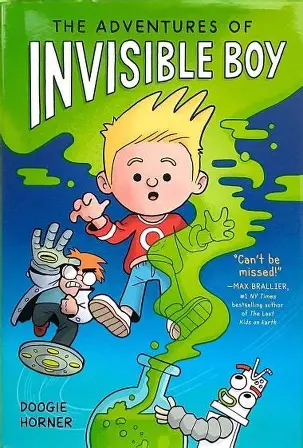 THE ADVENTURES OF
INVISIBLE BOY
"Can't be
missed!"
—MAX BRALLIER,
#1 NY Times
bestselling author
of The Last
Kids on Earth
DOOGIE
HORNER